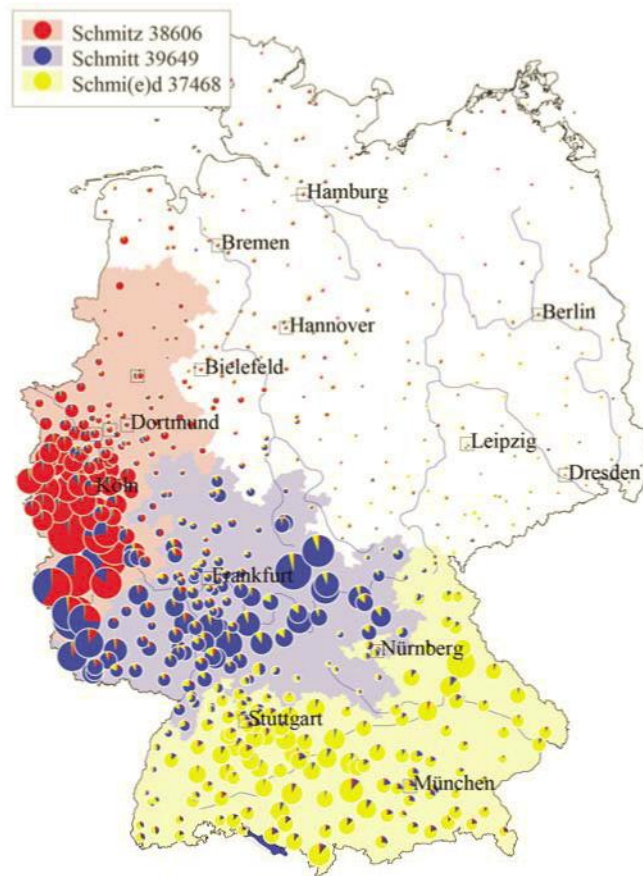 Schmitz 38606
Schmitt 39649
Schmi(e)d 37468
Hamburg
Bremen
Berlin
Hannover
Bielefeld
Dortmund
Leipzig
Dresden
Köln
Frankfurt
Nürnberg
Stuttgart
München